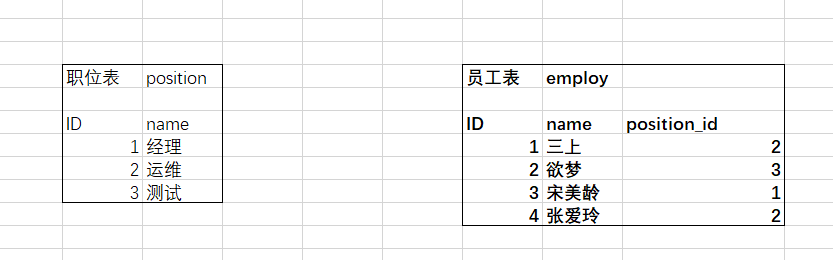 职位表 position
ID name
1 经理
2 运维
3 测试
员工表 employ
ID name position_id
1 三上 2
2 欲梦 3
3 宋美龄 1
4 张爱玲 2